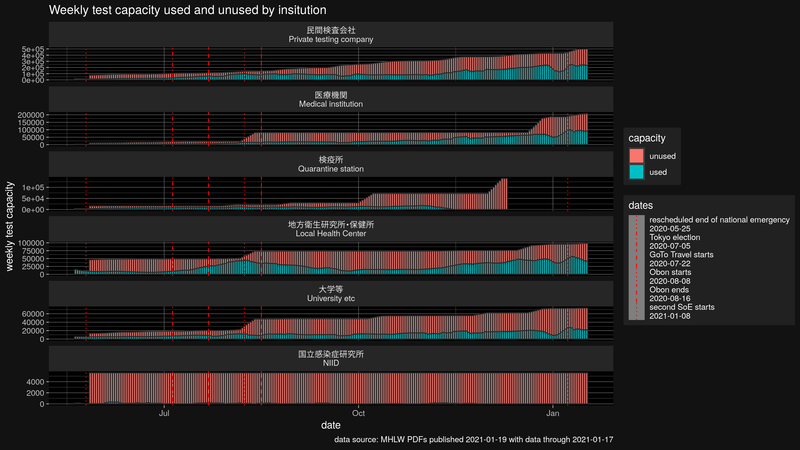 Weekly test capacity used and unused by insitution
民間検査会社
Private testing company
5e+05
4e+05
3e+05
2e+05
1e+05
0e+00
医療機関
Medical institution
200000
150000
100000
50000
0
検疫所
Quarantine station
1e+05
5e+04
0e+00
地方衛生研究所・保健所
Local Health Center
100000
75000
50000
25000
0
大学等
University etc
60000
40000
20000
0
国立感染症研究所
NIID
4000
2000
0
Jul
Oct
Jan
date
weekly test capacity
capacity
unused
used
dates
rescheduled end of national emergency
2020-05-25
Tokyo election
2020-07-05
GoTo Travel starts
2020-07-22
Obon starts
2020-08-08
Obon ends
2020-08-16
second SoE starts
2021-01-08
data source: MHLW PDFs published 2021-01-19 with data through 2021-01-17